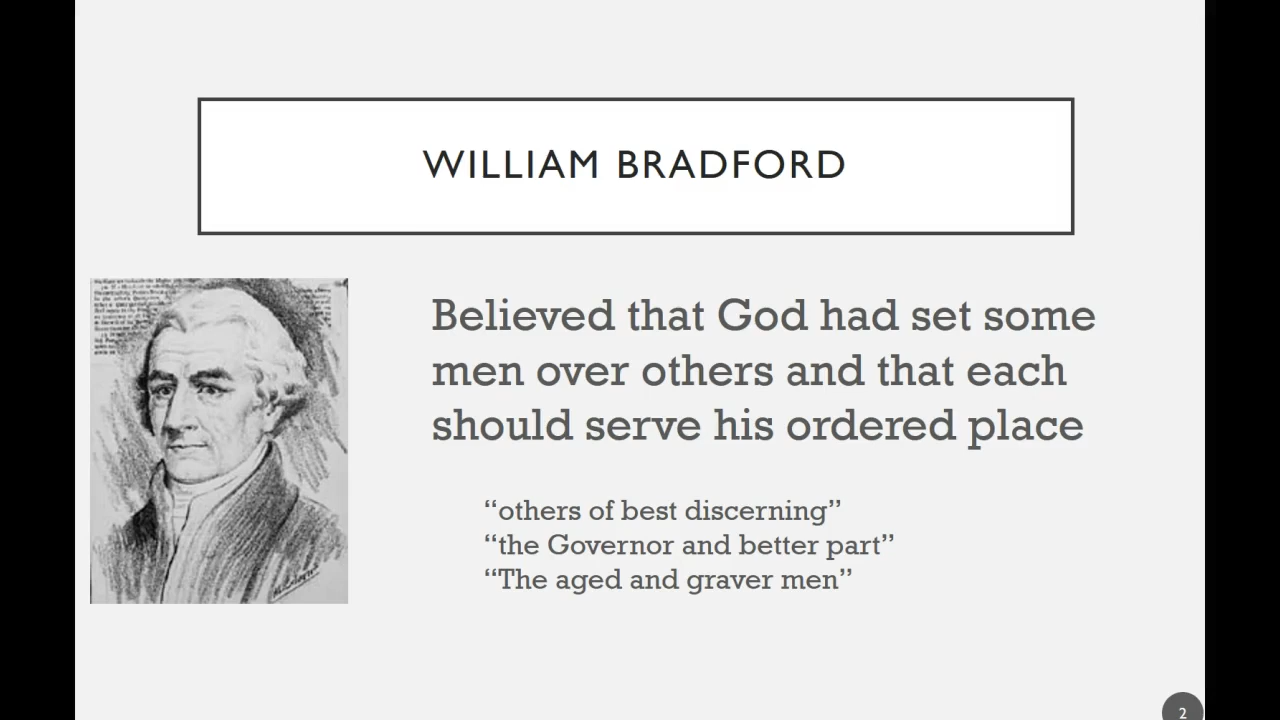 WILLIAM BRADFORD
Believed that God had set some
men over others and that each
should serve his ordered place
“others of best discerning”
“the Governor and better part”
“The aged and graver men”
2